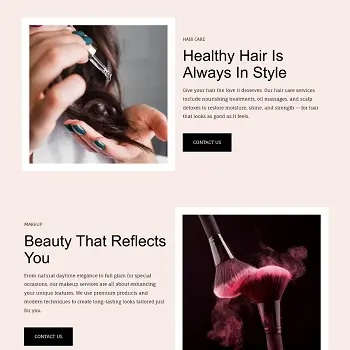 HAIR CARE
Healthy Hair Is
Always In Style
Give your hair the love it deserves. Our hair care services
include nourishing treatments, oil massages, and scalp
detoxes to restore moisture, shine, and strength — for hair
that looks as good as it feels.
CONTACT US
MAKEUP
Beauty That Reflects
You
From natural daytime elegance to full glam for special
occasions, our makeup services are all about enhancing
your unique features. We use premium products and
modern techniques to create long-lasting looks tailored just
for you.
CONTACT US